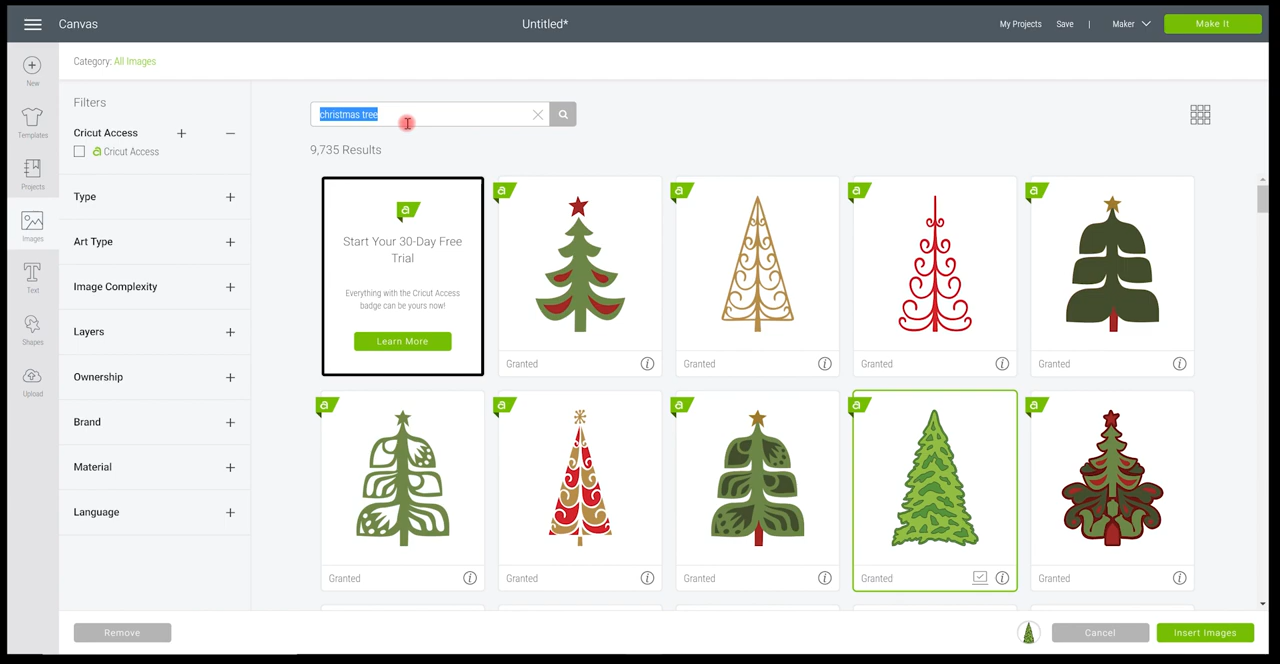 Canvas
Untitled*
My Projects Save | Maker
Make It
New
Templates
Projects
Images
Text
Shapes
Upload
Category: All Images
Filters
Cricut Access
a Cricut Access
Type
Art Type
Image Complexity
Layers
Ownership
Brand
Material
Language
christmas tree
9,735 Results
a
Start Your 30-Day Free
Trial
Everything with the Cricut Access
badge can be yours now!
Learn More
a
Granted
a
Granted
a
Granted
a
Granted
a
Granted
a
Granted
a
Granted
a
Granted
a
Granted
Remove
Cancel
Insert Images